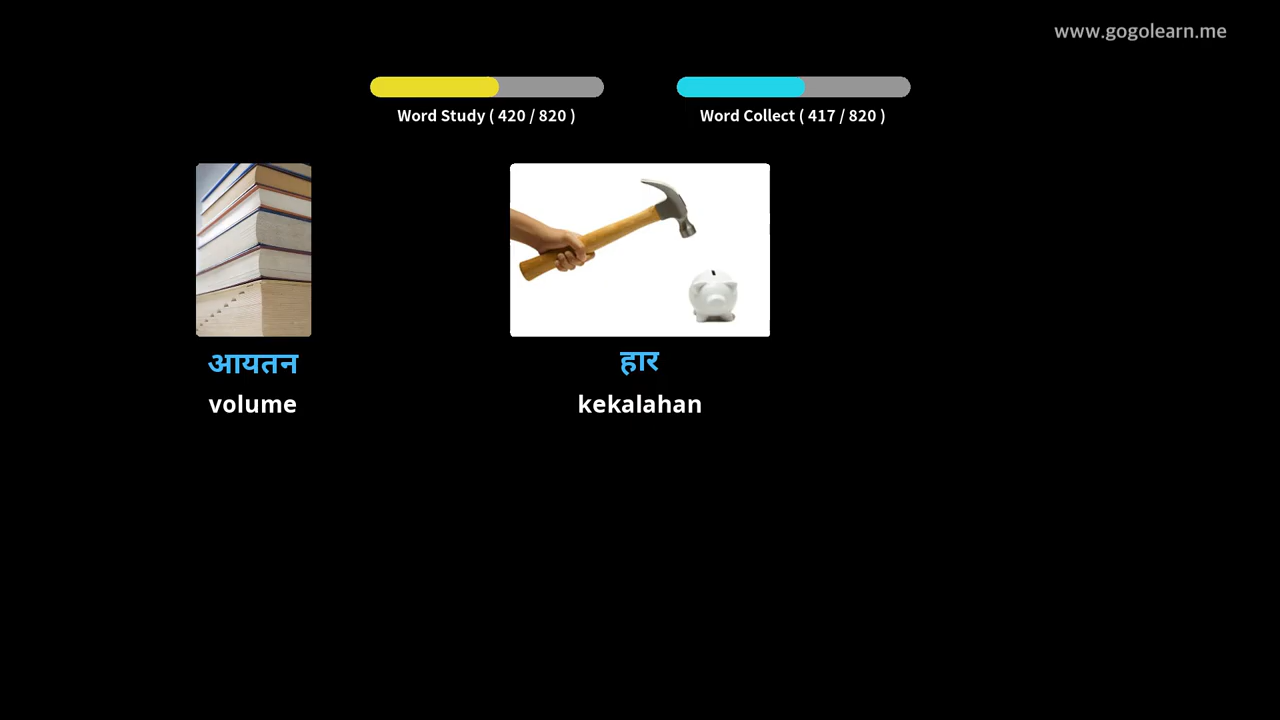 www.gogolearn.me
Word Study ( 420 / 820 )
Word Collect ( 417 / 820 )
आयतन
volume
हार
kekalahan